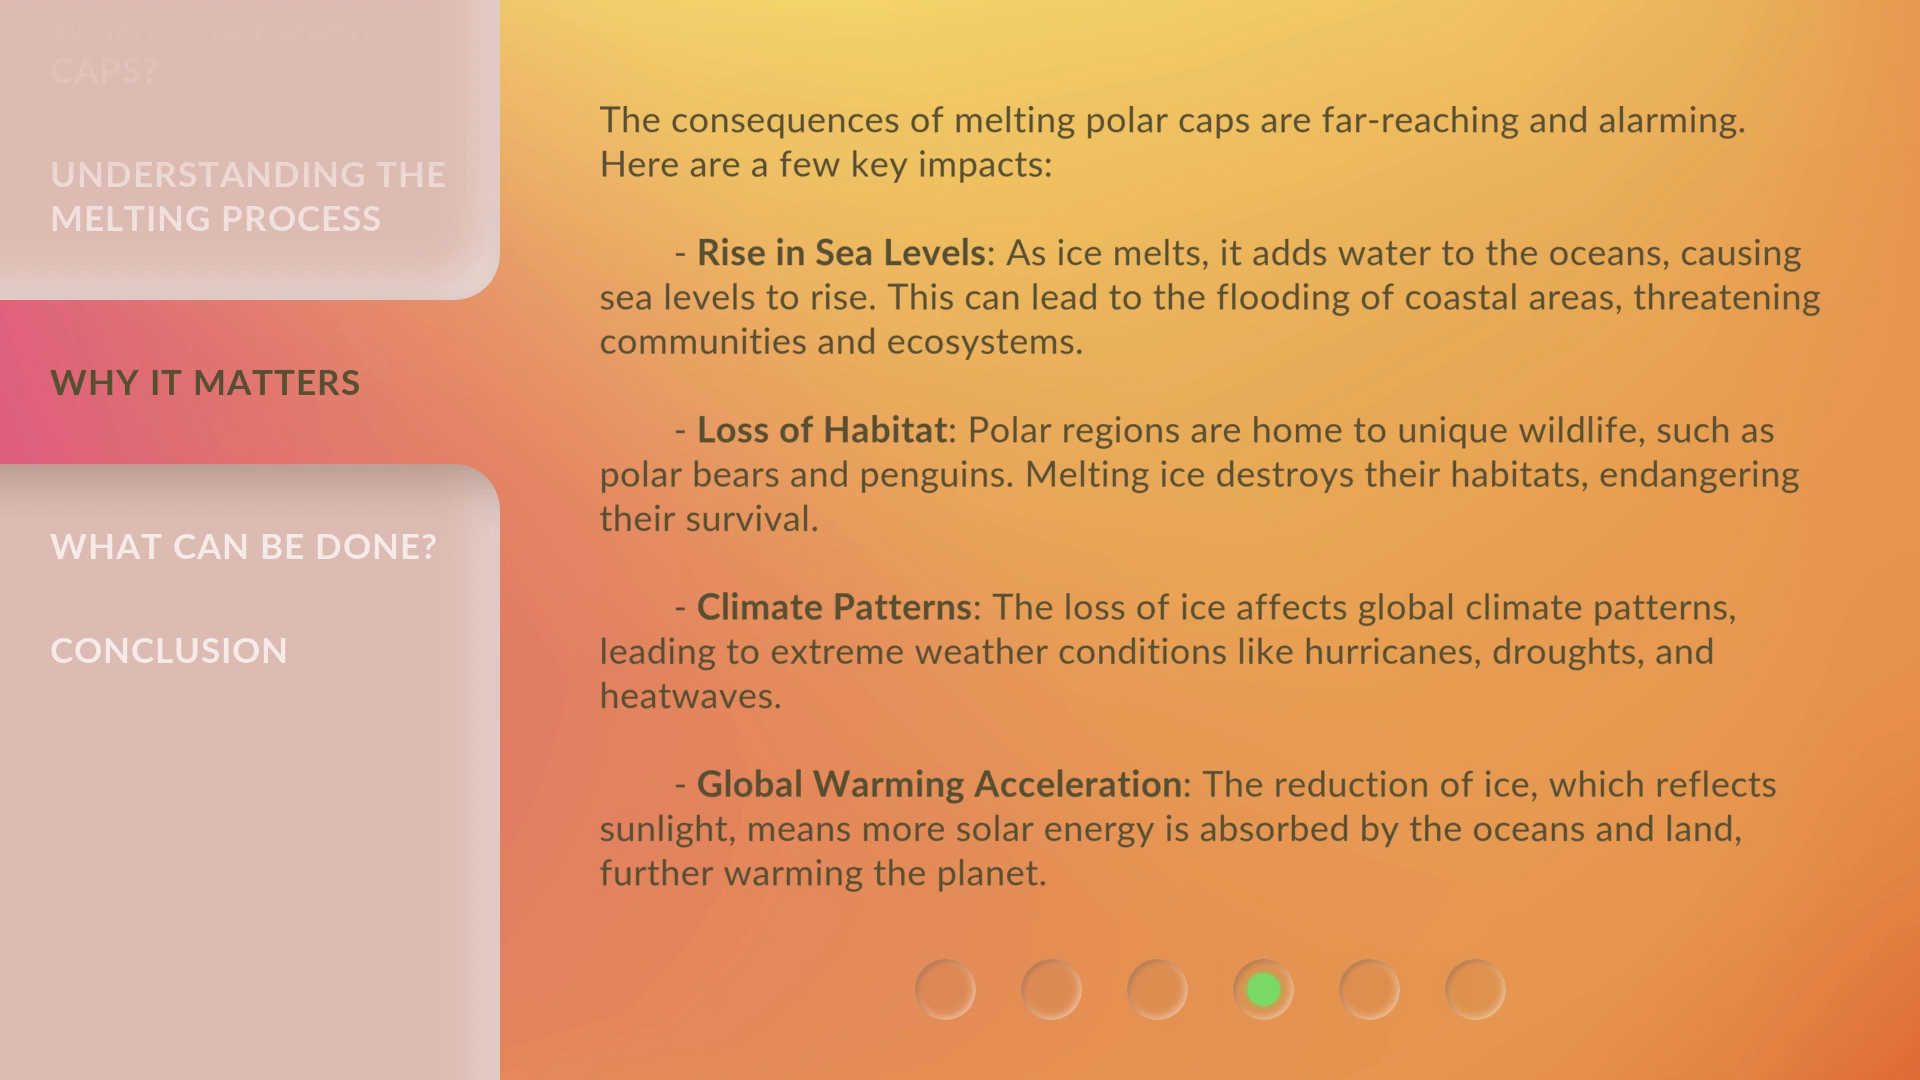 WHAT ARE POLAR
CAPS?
UNDERSTANDING THE
MELTING PROCESS
WHY IT MATTERS
WHAT CAN BE DONE?
CONCLUSION
The consequences of melting polar caps are far-reaching and alarming.
Here are a few key impacts:
- Rise in Sea Levels: As ice melts, it adds water to the oceans, causing
sea levels to rise. This can lead to the flooding of coastal areas, threatening
communities and ecosystems.
- Loss of Habitat: Polar regions are home to unique wildlife, such as
polar bears and penguins. Melting ice destroys their habitats, endangering
their survival.
- Climate Patterns: The loss of ice affects global climate patterns,
leading to extreme weather conditions like hurricanes, droughts, and
heatwaves.
- Global Warming Acceleration: The reduction of ice, which reflects
sunlight, means more solar energy is absorbed by the oceans and land,
further warming the planet.